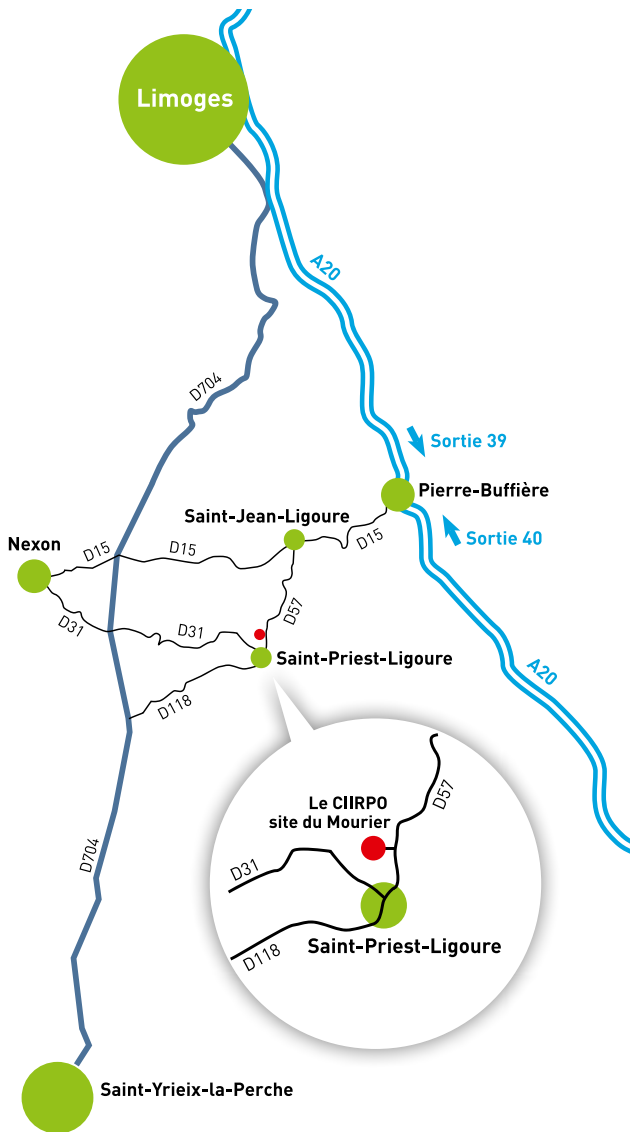 Limoges
A20
D704
Sortie 39
Pierre-Buffière
Saint-Jean-Ligoure
Sortie 40
Nexon
D15
D15
D15
D31
D31
D57
Saint-Priest-Ligoure
D118
A20
Le CIIRPO
site du Mourier
D57
D31
D704
Saint-Priest-Ligoure
D118
Saint-Yrieix-la-Perche